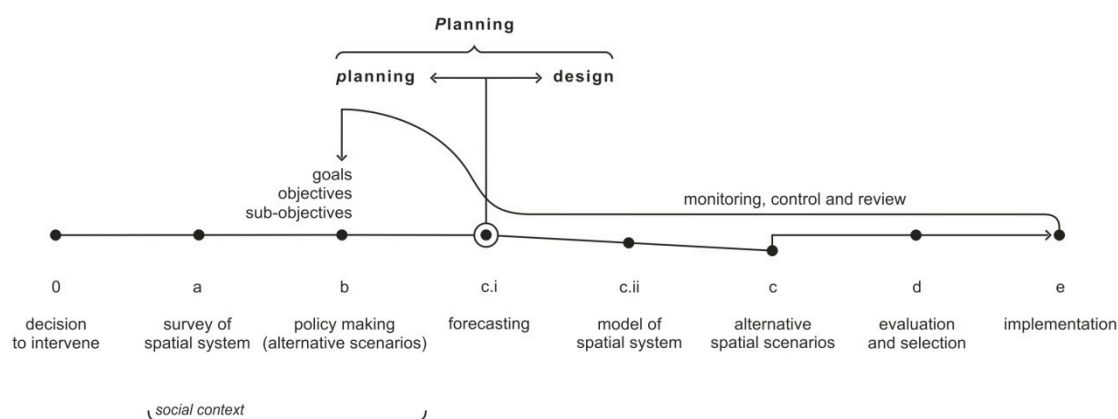 Planning
planning
design
goals
objectives
sub-objectives
monitoring, control and review
0
a
b
c.i
c.ii
c
d
e
decision
to intervene
survey of
spatial system
policy making
(alternative scenarios)
forecasting
model of
spatial system
alternative
spatial scenarios
evaluation
and selection
implementation
social context